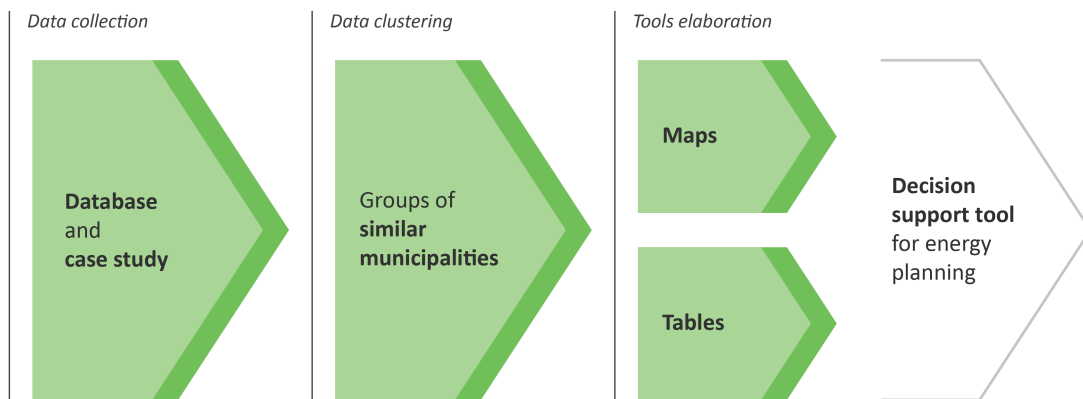 Data collection
Data clustering
Tools elaboration
Database
and
case study
Groups of
similar
municipalities
Maps
Tables
Decision
support tool
for energy
planning